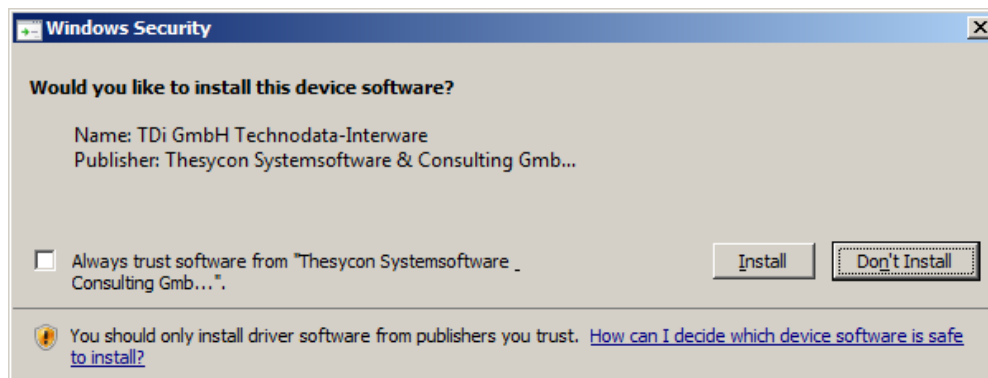 Windows Security
Would you like to install this device software?
Name: TDi GmbH Technodata-Interware
Publisher: Thesycon Systemsoftware & Consulting Gmb...
Always trust software from "Thesycon Systemsoftware _
Consulting Gmb...".
Install
Don't Install
You should only install driver software from publishers you trust. How can I decide which device software is safe
to install?